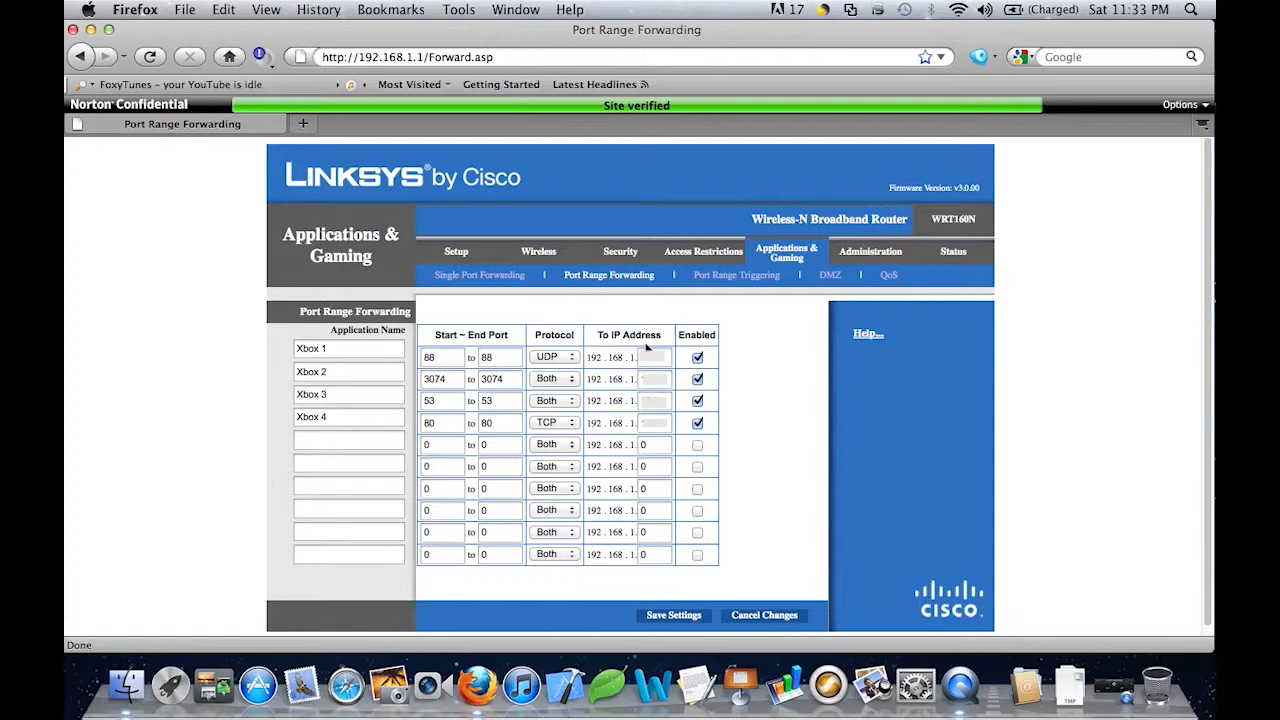 Firefox File Edit View History Bookmarks Tools Window Help 17 (Charged) Sat 11:33 PM
Port Range Forwarding
http://192.168.1.1/Forward.asp Google
FoxyTunes - your YouTube is idle Most Visited Getting Started Latest Headlines
Norton Confidential Site verified Options
Port Range Forwarding
LINKSYS® by Cisco
Firmware Version: v3.0.00
Applications & Gaming
Wireless-N Broadband Router WRT160N
Setup Wireless Security Access Restrictions Applications & Gaming Administration Status
Single Port Forwarding | Port Range Forwarding | Port Range Triggering | DMZ | QoS
Port Range Forwarding
Application Name Start ~ End Port Protocol To IP Address Enabled
Help...
Xbox 1 88 to 88 UDP 192 . 168 . 1.
Xbox 2 3074 to 3074 Both 192 . 168 . 1.
Xbox 3 53 to 53 Both 192 . 168 . 1.
Xbox 4 80 to 80 TCP 192 . 168 . 1.
0 to 0 Both 192 . 168 . 1. 0
0 to 0 Both 192 . 168 . 1. 0
0 to 0 Both 192 . 168 . 1. 0
0 to 0 Both 192 . 168 . 1. 0
0 to 0 Both 192 . 168 . 1. 0
0 to 0 Both 192 . 168 . 1. 0
CISCO.
Save Settings Cancel Changes
Done
TMP